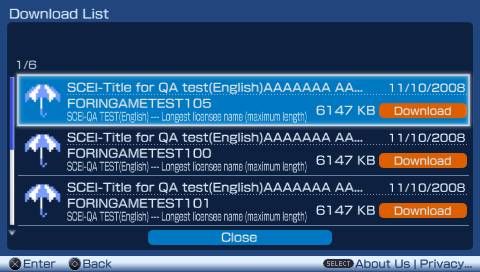 Download List
1/6
SCEI-Title for QA test(English)AAAAAAA AA... 11/10/2008
FORINGAMETEST105
SCEI-QA TEST(English) --- Longest licensee name (maximum length) 6147 KB Download
SCEI-Title for QA test(English)AAAAAAA AA... 11/10/2008
FORINGAMETEST100
SCEI-QA TEST(English) --- Longest licensee name (maximum length) 6147 KB Download
SCEI-Title for QA test(English)AAAAAAA AA... 11/10/2008
FORINGAMETEST101
SCEI-QA TEST(English) --- Longest licensee name (maximum length) 6147 KB Download
Close
Enter Back SELECT About Us | Privacy...